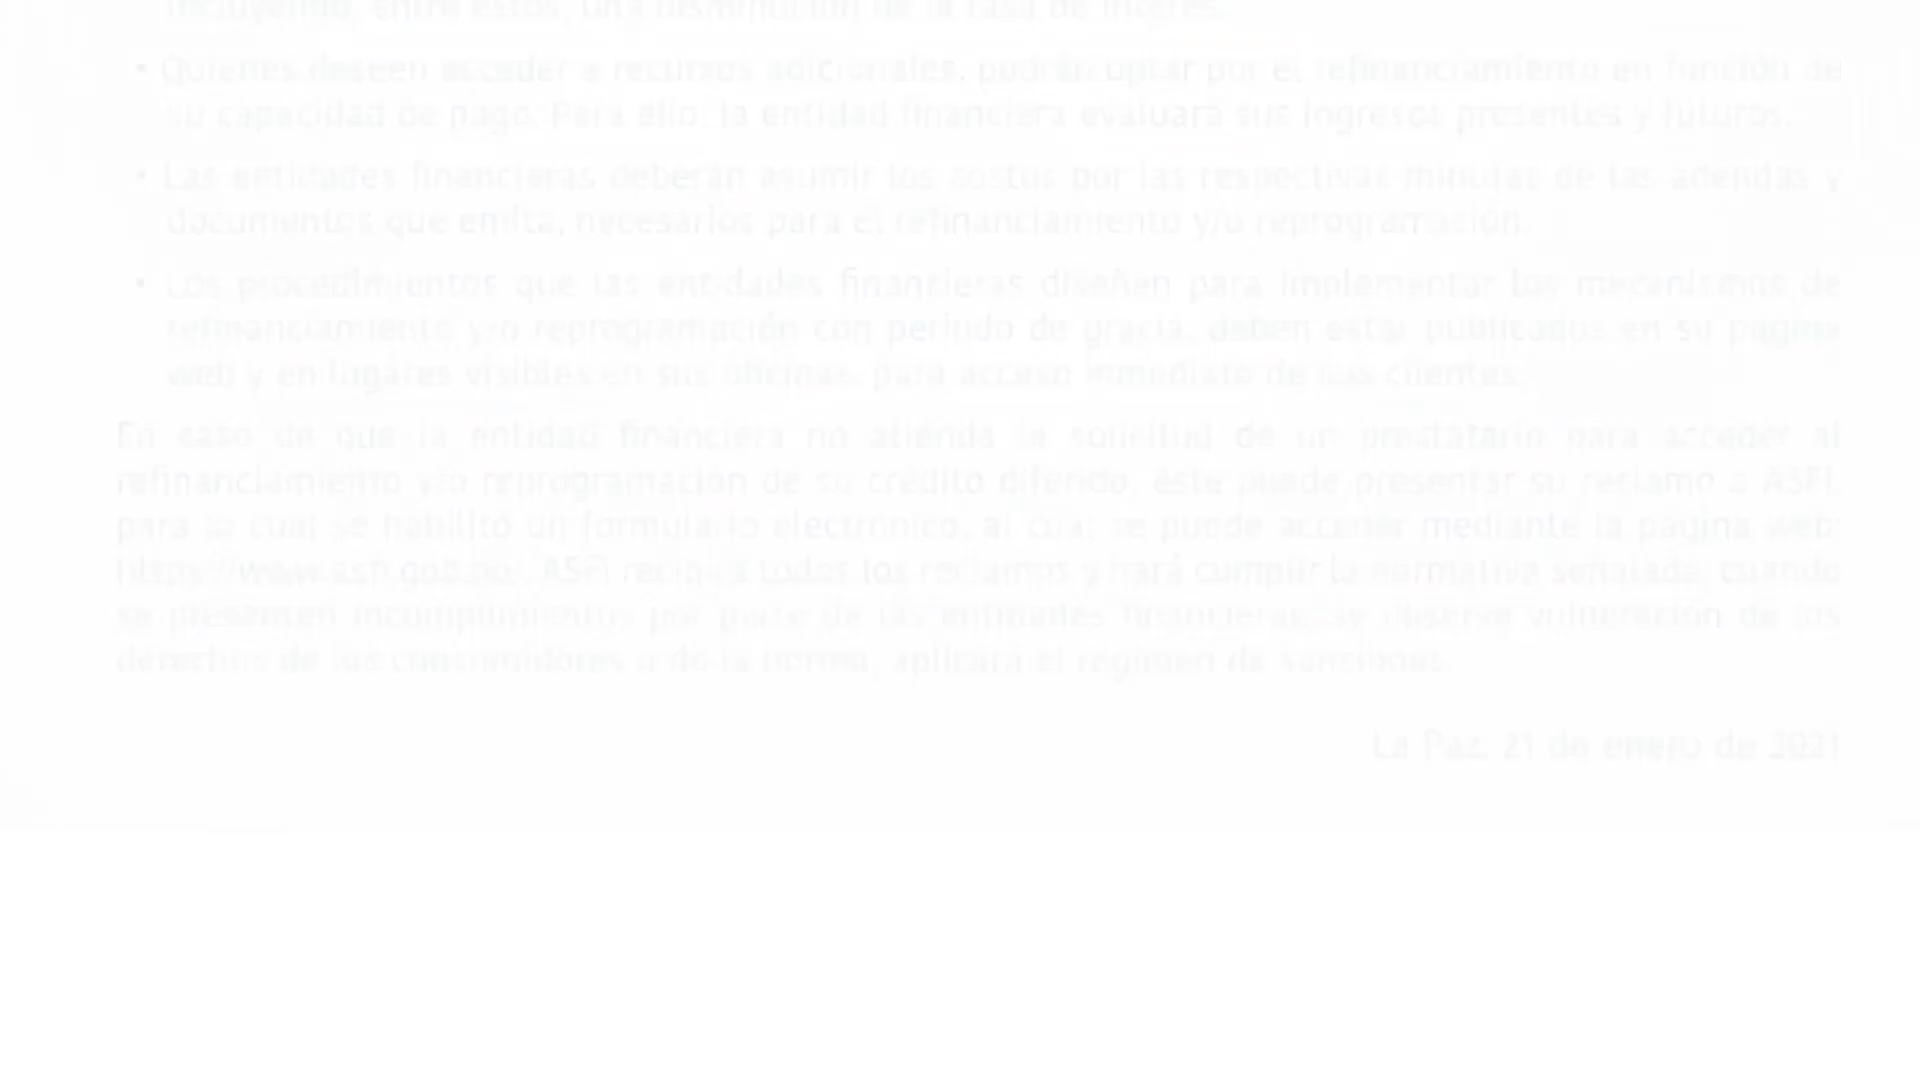 incluyendo, entre estos, una disminución de la tasa de interés.
• Quienes deseen acceder a recursos adicionales, podrán optar por el refinanciamiento en función de
su capacidad de pago. Para ello, la entidad financiera evaluará sus ingresos presentes y futuros.
• Las entidades financieras deberán asumir los costos por las respectivas minutas de las adendas y
documentos que emita, necesarios para el refinanciamiento y/o reprogramación.
• Los procedimientos que las entidades financieras diseñen para implementar los mecanismos de
refinanciamiento y/o reprogramación con periodo de gracia, deben estar publicados en su página
web y en lugares visibles en sus oficinas, para acceso inmediato de sus clientes.
En caso de que la entidad financiera no atienda la solicitud de un prestatario para acceder al
refinanciamiento y/o reprogramación de su crédito diferido, éste puede presentar su reclamo a ASFI,
para lo cual se habilitó un formulario electrónico, al cual se puede acceder mediante la página web:
https://www.asfi.gob.bo/. ASFI recibirá todos los reclamos y hará cumplir la normativa señalada, cuando
se presenten incumplimientos por parte de las entidades financieras, se observe vulneración de los
derechos de los consumidores o de la norma, aplicará el régimen de sanciones.
La Paz, 21 de enero de 2021